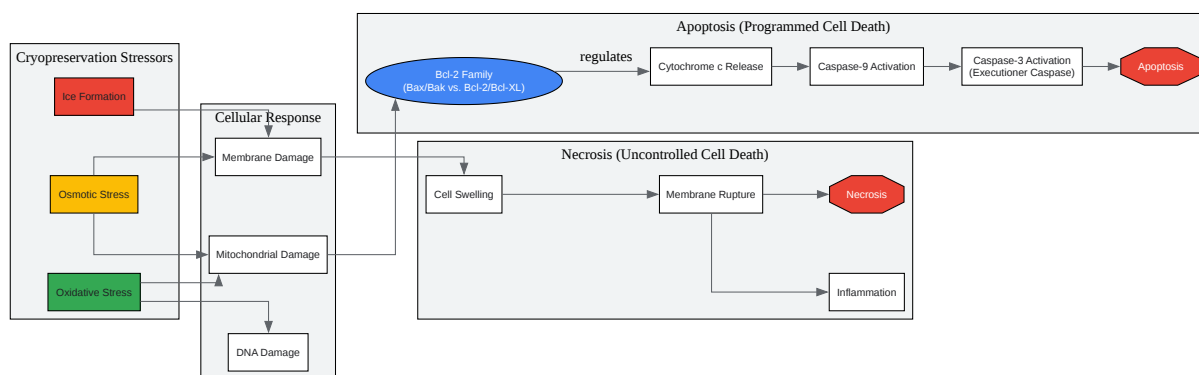 Cryopreservation Stressors
Ice Formation
Osmotic Stress
Oxidative Stress
Cellular Response
Membrane Damage
Mitochondrial Damage
DNA Damage
Apoptosis (Programmed Cell Death)
Bcl-2 Family
(Bax/Bak vs. Bcl-2/Bcl-XL)
regulates
Cytochrome c Release
Caspase-9 Activation
Caspase-3 Activation
(Executioner Caspase)
Apoptosis
Necrosis (Uncontrolled Cell Death)
Cell Swelling
Membrane Rupture
Necrosis
Inflammation